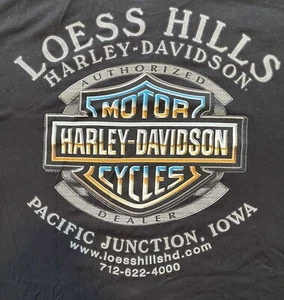 LOESS HILLS
HARLEY-DAVIDSON
AUTHORIZED
MOTOR
HARLEY-DAVIDSON
CYCLES
DEALER
PACIFIC JUNCTION, IOWA
www.loesshillshd.com
712-622-4000